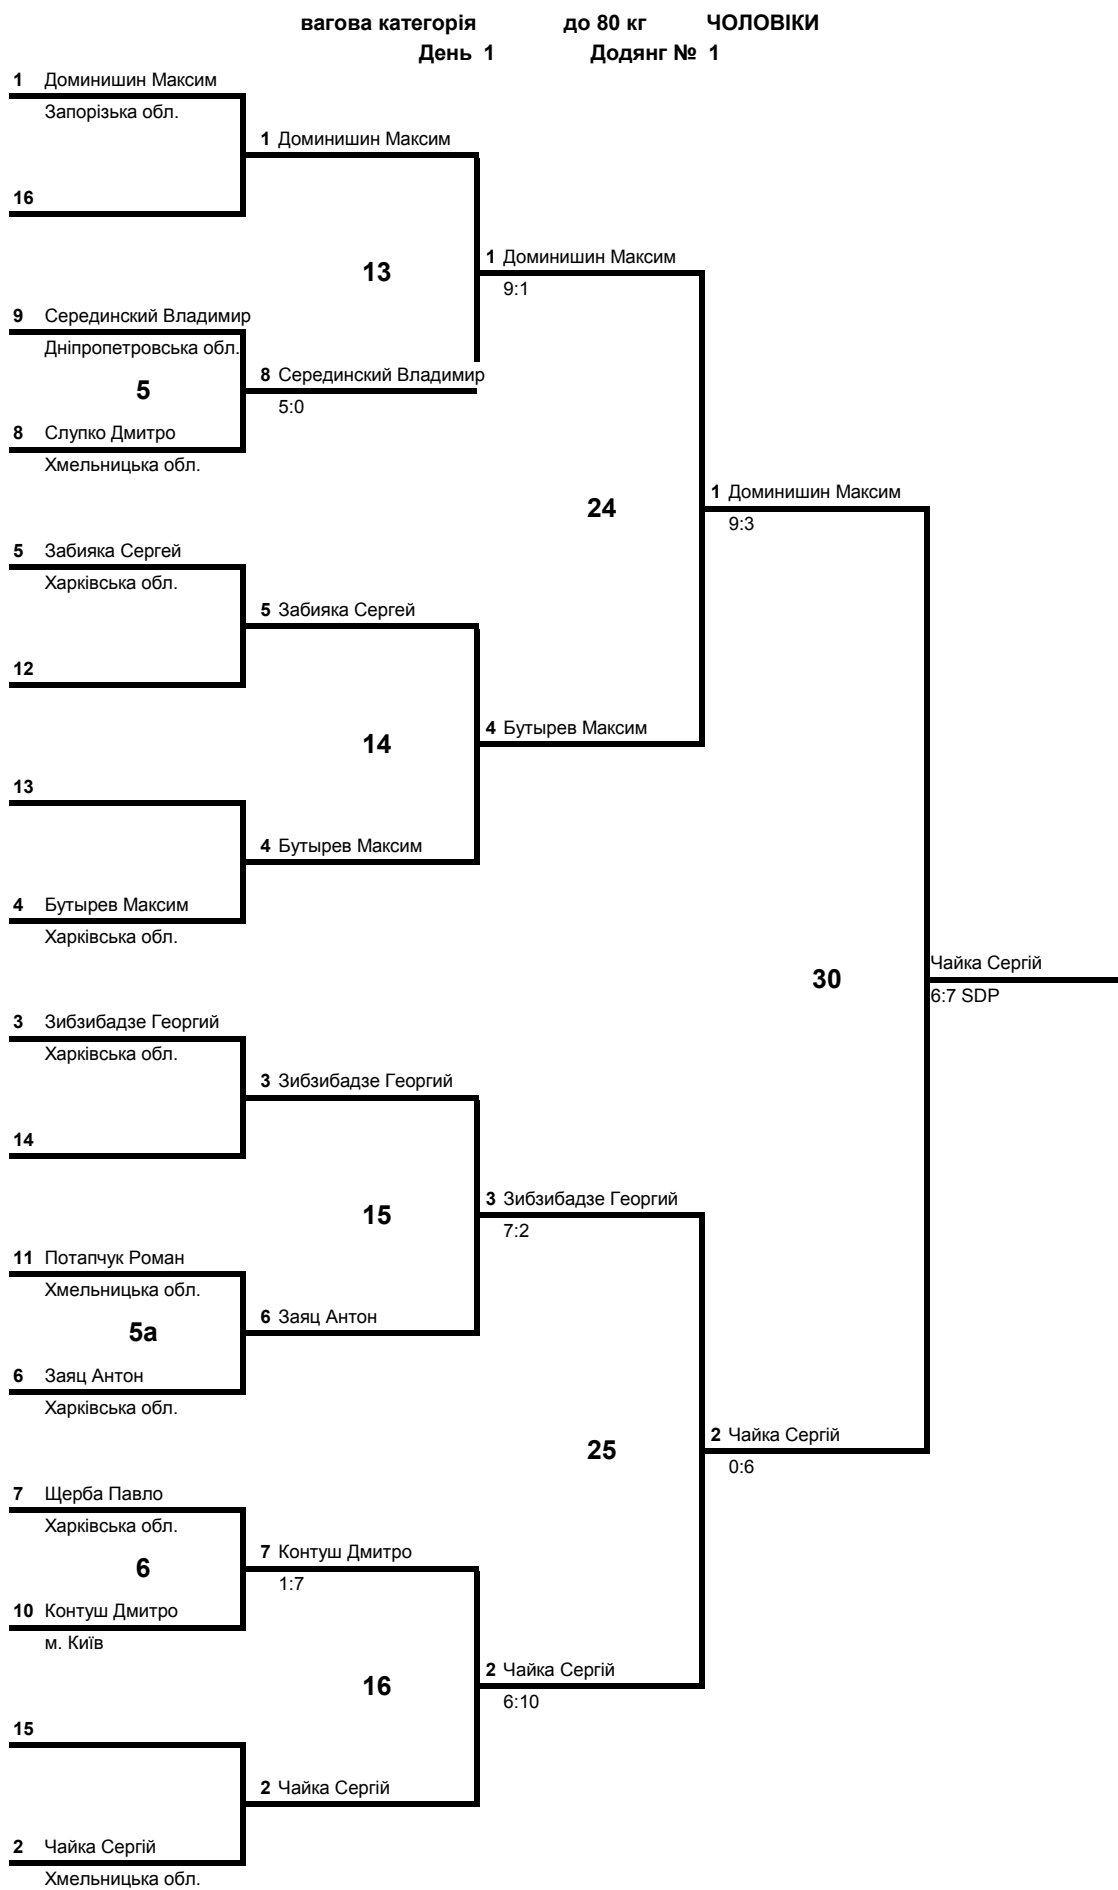 вагова категорія до 80 кг ЧОЛОВІКИ
День 1 Додянг № 1
1 Доминишин Максим
Запорізька обл.
1 Доминишин Максим
16
1 Доминишин Максим
13
9:1
9 Серединский Владимир
Дніпропетровська обл.
8 Серединский Владимир
5
5:0
8 Слупко Дмитро
Хмельницька обл.
1 Доминишин Максим
24
9:3
5 Забияка Сергей
Харківська обл.
5 Забияка Сергей
12
4 Бутырев Максим
14
13
4 Бутырев Максим
4 Бутырев Максим
Харківська обл.
Чайка Сергій
30
6:7 SDP
3 Зибзибадзе Георгий
Харківська обл.
3 Зибзибадзе Георгий
14
3 Зибзибадзе Георгий
15
7:2
11 Потапчук Роман
Хмельницька обл.
6 Заяц Антон
5а
6 Заяц Антон
Харківська обл.
2 Чайка Сергій
25
0:6
7 Щерба Павло
Харківська обл.
7 Контуш Дмитро
6
1:7
10 Контуш Дмитро
м. Київ
2 Чайка Сергій
16
6:10
15
2 Чайка Сергій
2 Чайка Сергій
Хмельницька обл.